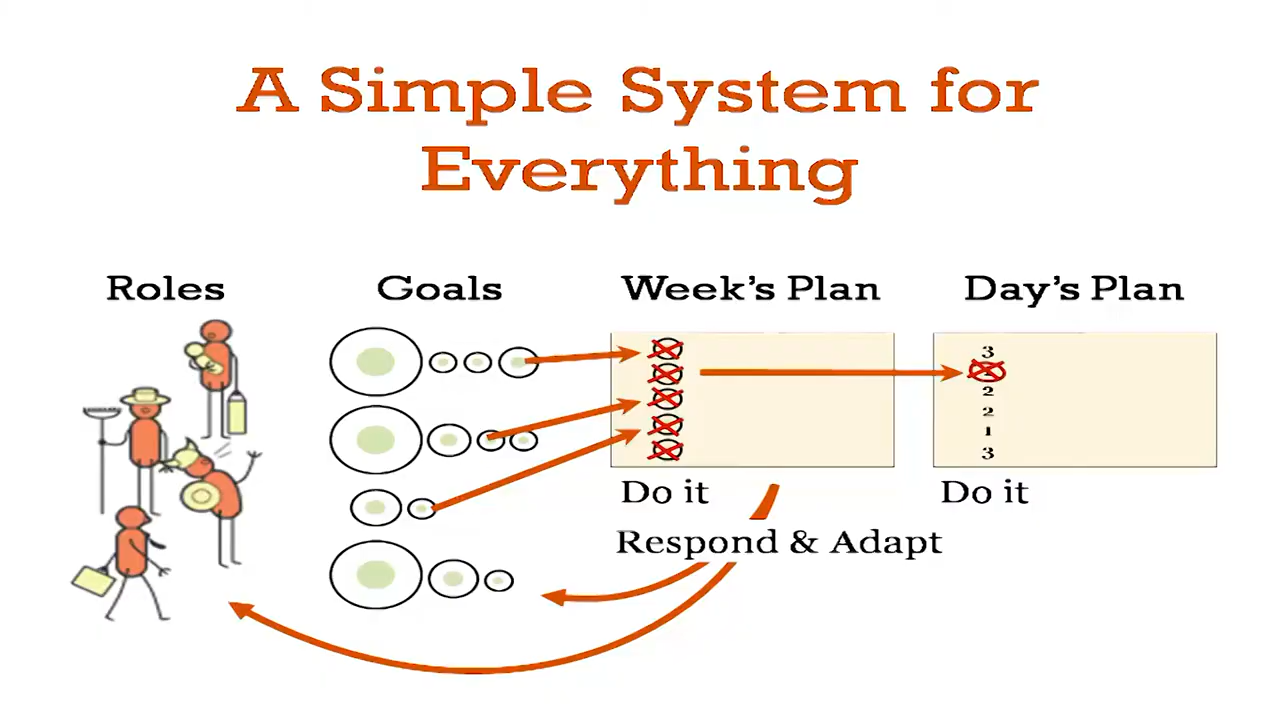 A Simple System for
Everything
Roles
Goals
Week's Plan
Day's Plan
3
2
2
1
3
Do it
Do it
Respond & Adapt